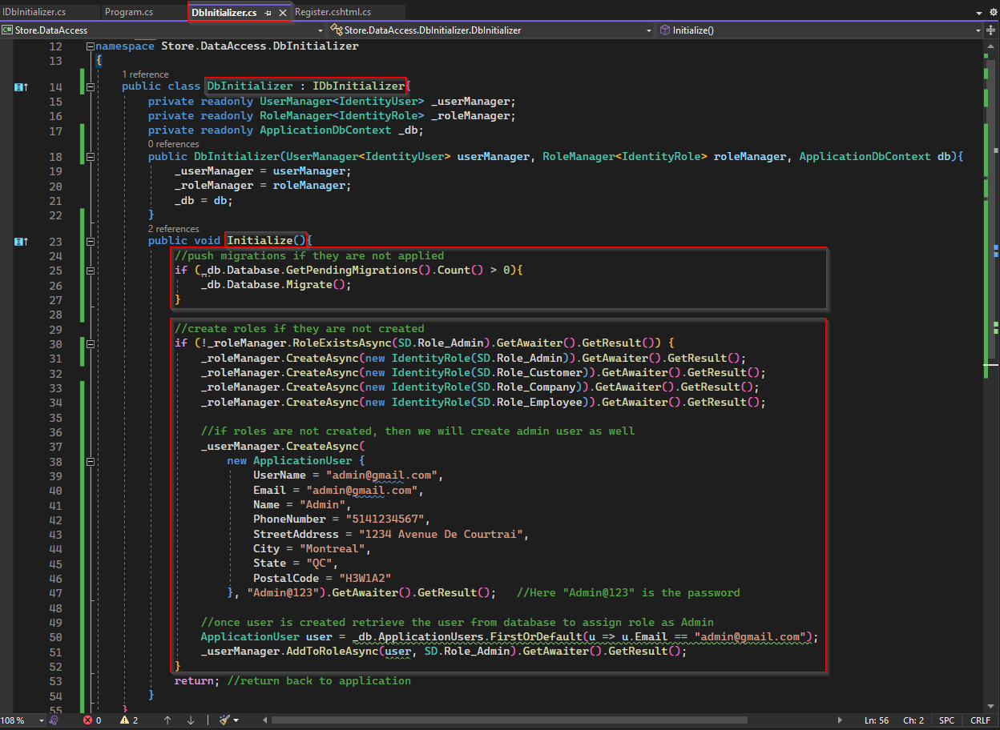 IDbInitializer.cs Program.cs DbInitializer.cs Register.cshtml.cs
C# Store.DataAccess Store.DataAccess.DbInitializer.DbInitializer Initialize()
12 namespace Store.DataAccess.DbInitializer
13 {
1 reference
14 public class DbInitializer : IDbInitializer{
15 private readonly UserManager<IdentityUser> _userManager;
16 private readonly RoleManager<IdentityRole> _roleManager;
17 private readonly ApplicationDbContext _db;
0 references
18 public DbInitializer(UserManager<IdentityUser> userManager, RoleManager<IdentityRole> roleManager, ApplicationDbContext db){
19 _userManager = userManager;
20 _roleManager = roleManager;
21 _db = db;
22 }
2 references
23 public void Initialize(){
24 //push migrations if they are not applied
25 if (_db.Database.GetPendingMigrations().Count() > 0){
26 _db.Database.Migrate();
27 }
28
29 //create roles if they are not created
30 if (!_roleManager.RoleExistsAsync(SD.Role_Admin).GetAwaiter().GetResult()) {
31 _roleManager.CreateAsync(new IdentityRole(SD.Role_Admin)).GetAwaiter().GetResult();
32 _roleManager.CreateAsync(new IdentityRole(SD.Role_Customer)).GetAwaiter().GetResult();
33 _roleManager.CreateAsync(new IdentityRole(SD.Role_Company)).GetAwaiter().GetResult();
34 _roleManager.CreateAsync(new IdentityRole(SD.Role_Employee)).GetAwaiter().GetResult();
35
36 //if roles are not created, then we will create admin user as well
37 _userManager.CreateAsync(
38 new ApplicationUser {
39 UserName = "admin@gmail.com",
40 Email = "admin@gmail.com",
41 Name = "Admin",
42 PhoneNumber = "5141234567",
43 StreetAddress = "1234 Avenue De Courtrai",
44 City = "Montreal",
45 State = "QC",
46 PostalCode = "H3W1A2"
47 }, "Admin@123").GetAwaiter().GetResult(); //Here "Admin@123" is the password
48
49 //once user is created retrieve the user from database to assign role as Admin
50 ApplicationUser user = _db.ApplicationUsers.FirstOrDefault(u => u.Email == "admin@gmail.com");
51 _userManager.AddToRoleAsync(user, SD.Role_Admin).GetAwaiter().GetResult();
52 }
53 return; //return back to application
54 }
55 }
108 % 0 2 Ln: 56 Ch: 2 SPC CRLF